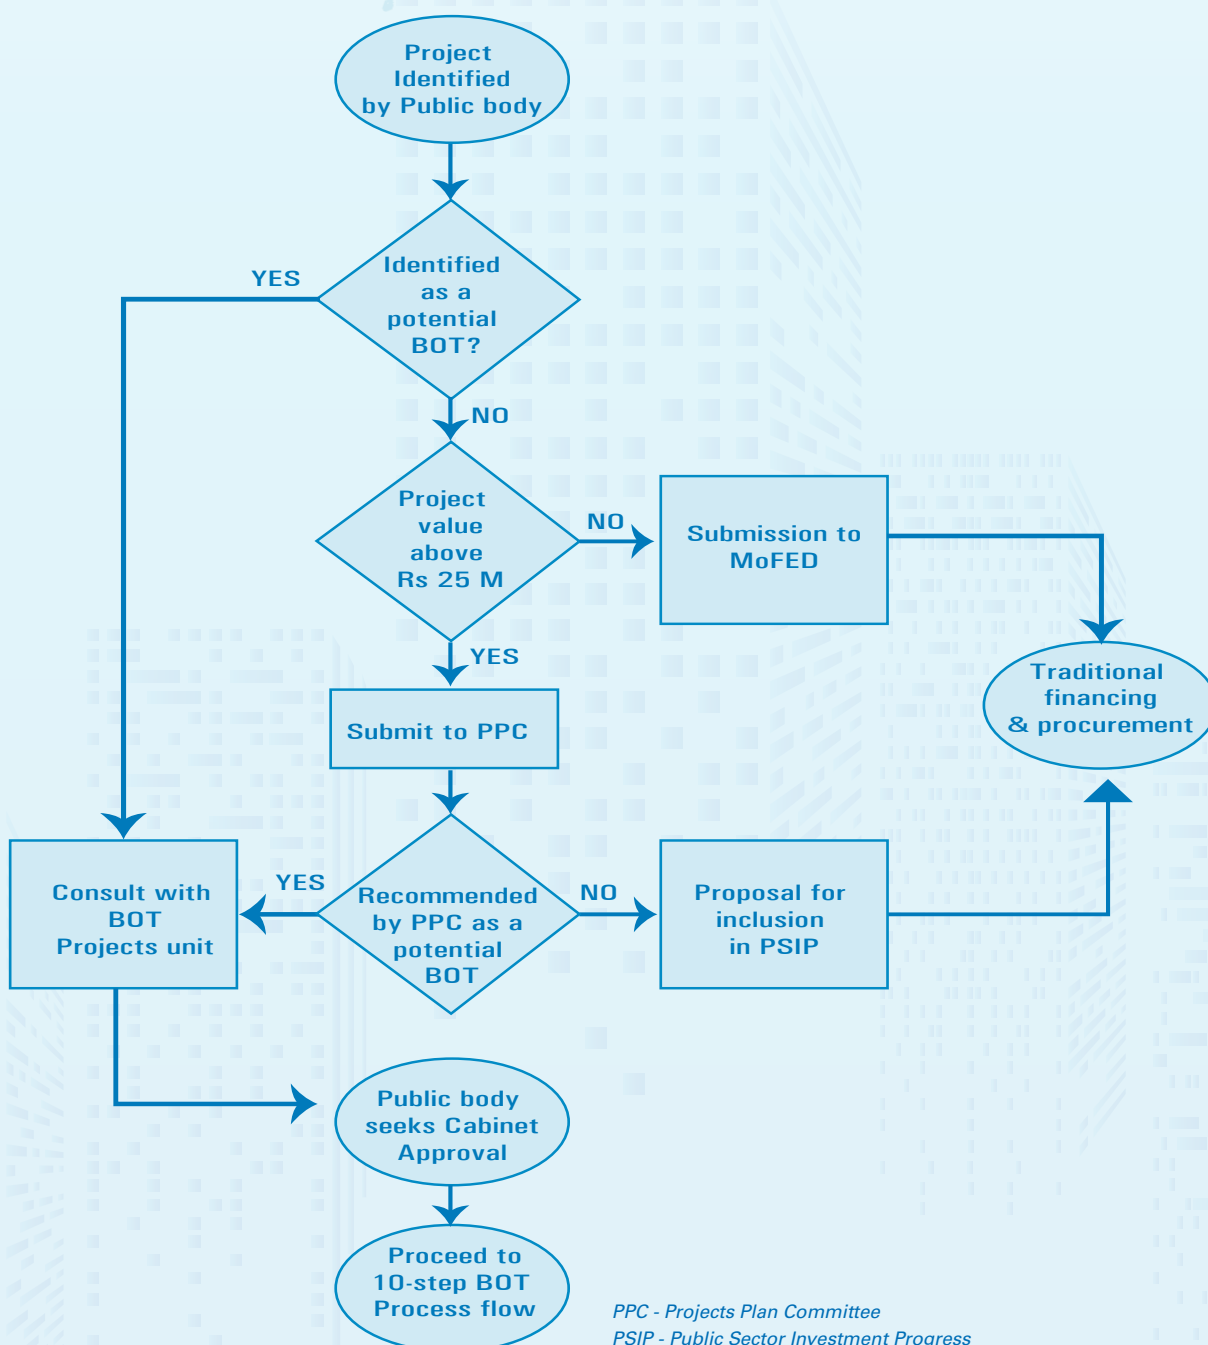 Project
Identified
by Public body
Identified
as a
potential
BOT?
YES
NO
Project
value
above
Rs 25 M
NO
Submission to
MoFED
YES
Traditional
financing
& procurement
Submit to PPC
Consult with
BOT
Projects unit
YES
Recommended
by PPC as a
potential
BOT
NO
Proposal for
inclusion
in PSIP
Public body
seeks Cabinet
Approval
Proceed to
10-step BOT
Process flow
PPC - Projects Plan Committee
PSIP - Public Sector Investment Progress